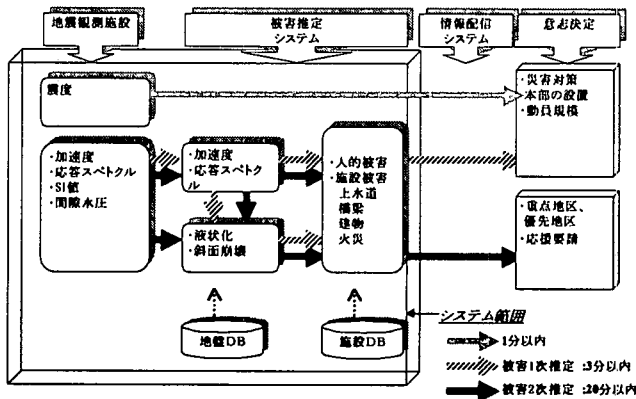 地震観測施設
被害推定
システム
情報配信
システム
意志決定
震度
・災害対策
本部の設置
・動員規模
・加速度
・応答スペクトル
・SI値
・間隙水圧
・加速度
・応答スペクト
ル
・液状化
・斜面崩壊
・人的被害
・施設被害
上水道
橋梁
建物
火災
・重点地区、
優先地区
・応援要請
地盤DB
施設DB
システム範囲
1分以内
被害1次推定 :3分以内
被害2次推定 :20分以内